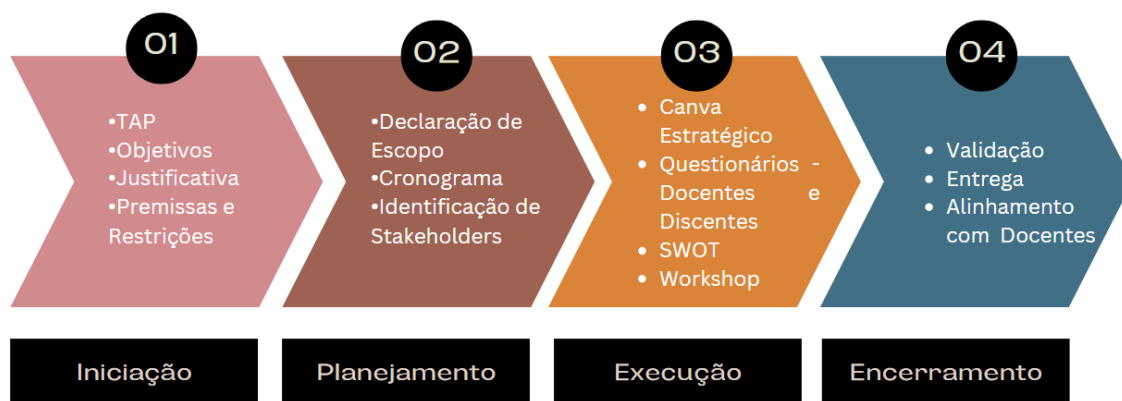 01
•TAP
•Objetivos
•Justificativa
•Premissas e
Restrições
Iniciação
02
•Declaração de
Escopo
•Cronograma
•Identificação de
Stakeholders
Planejamento
03
• Canva
Estratégico
• Questionários -
Docentes e
Discentes
• SWOT
• Workshop
Execução
04
• Validação
• Entrega
• Alinhamento
com Docentes
Encerramento